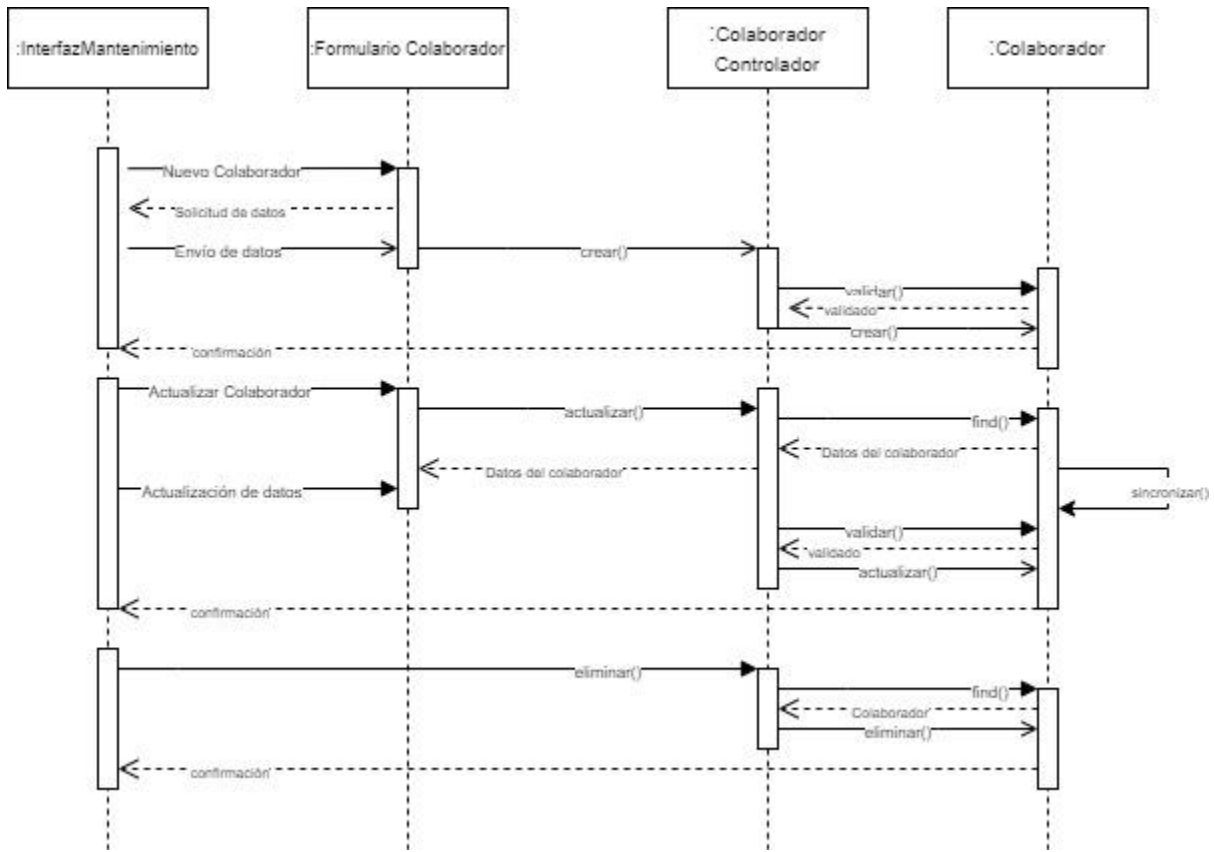 :InterfazMantenimiento
:Formulario Colaborador
:Colaborador
Controlador
:Colaborador
Nuevo Colaborador
Solicitud de datos
Envío de datos
crear()
validar()
validado
crear()
confirmación
Actualizar Colaborador
actualizar()
find()
Datos del colaborador
Datos del colaborador
Actualización de datos
sincronizar()
validar()
validado
actualizar()
confirmación
eliminar()
find()
Colaborador
eliminar()
confirmación